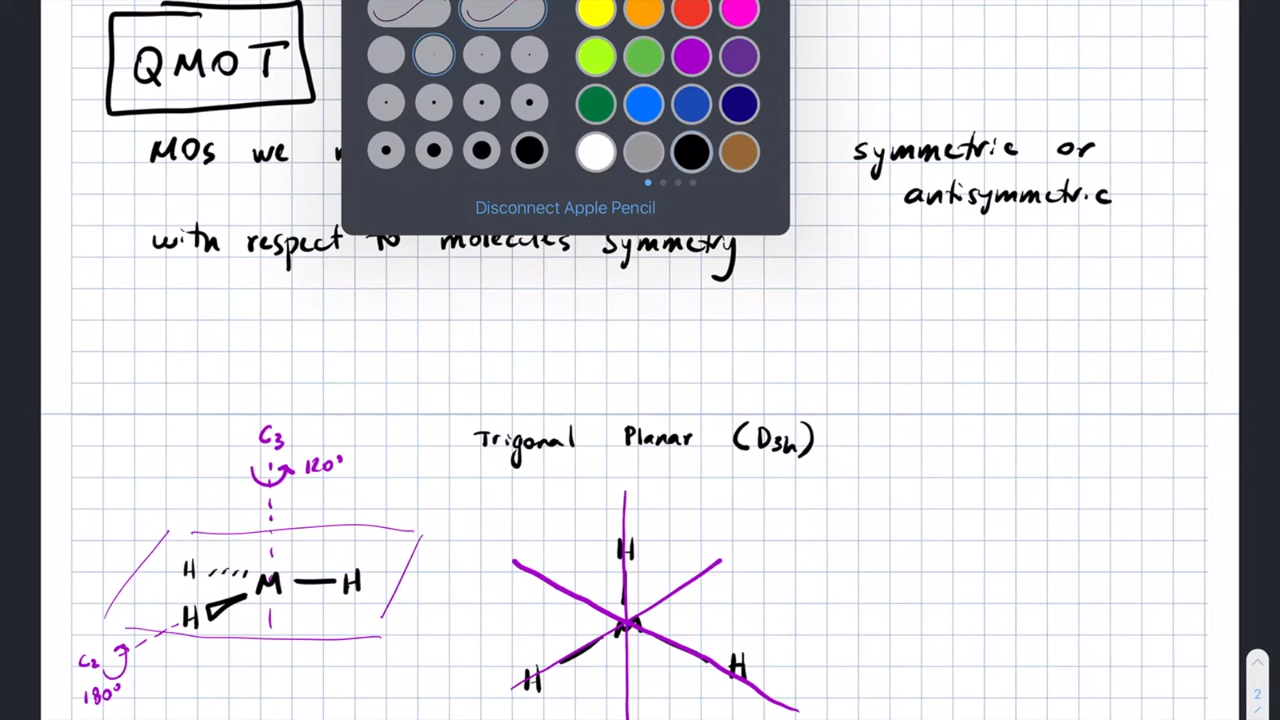 QMOT
MOs we symmetric or
antisymmetric
Disconnect Apple Pencil
with respect to molecules symmetry
C3
120°
Trigonal Planar (D3h)
H
H M H
H
C2
180°
H
M
H H
2